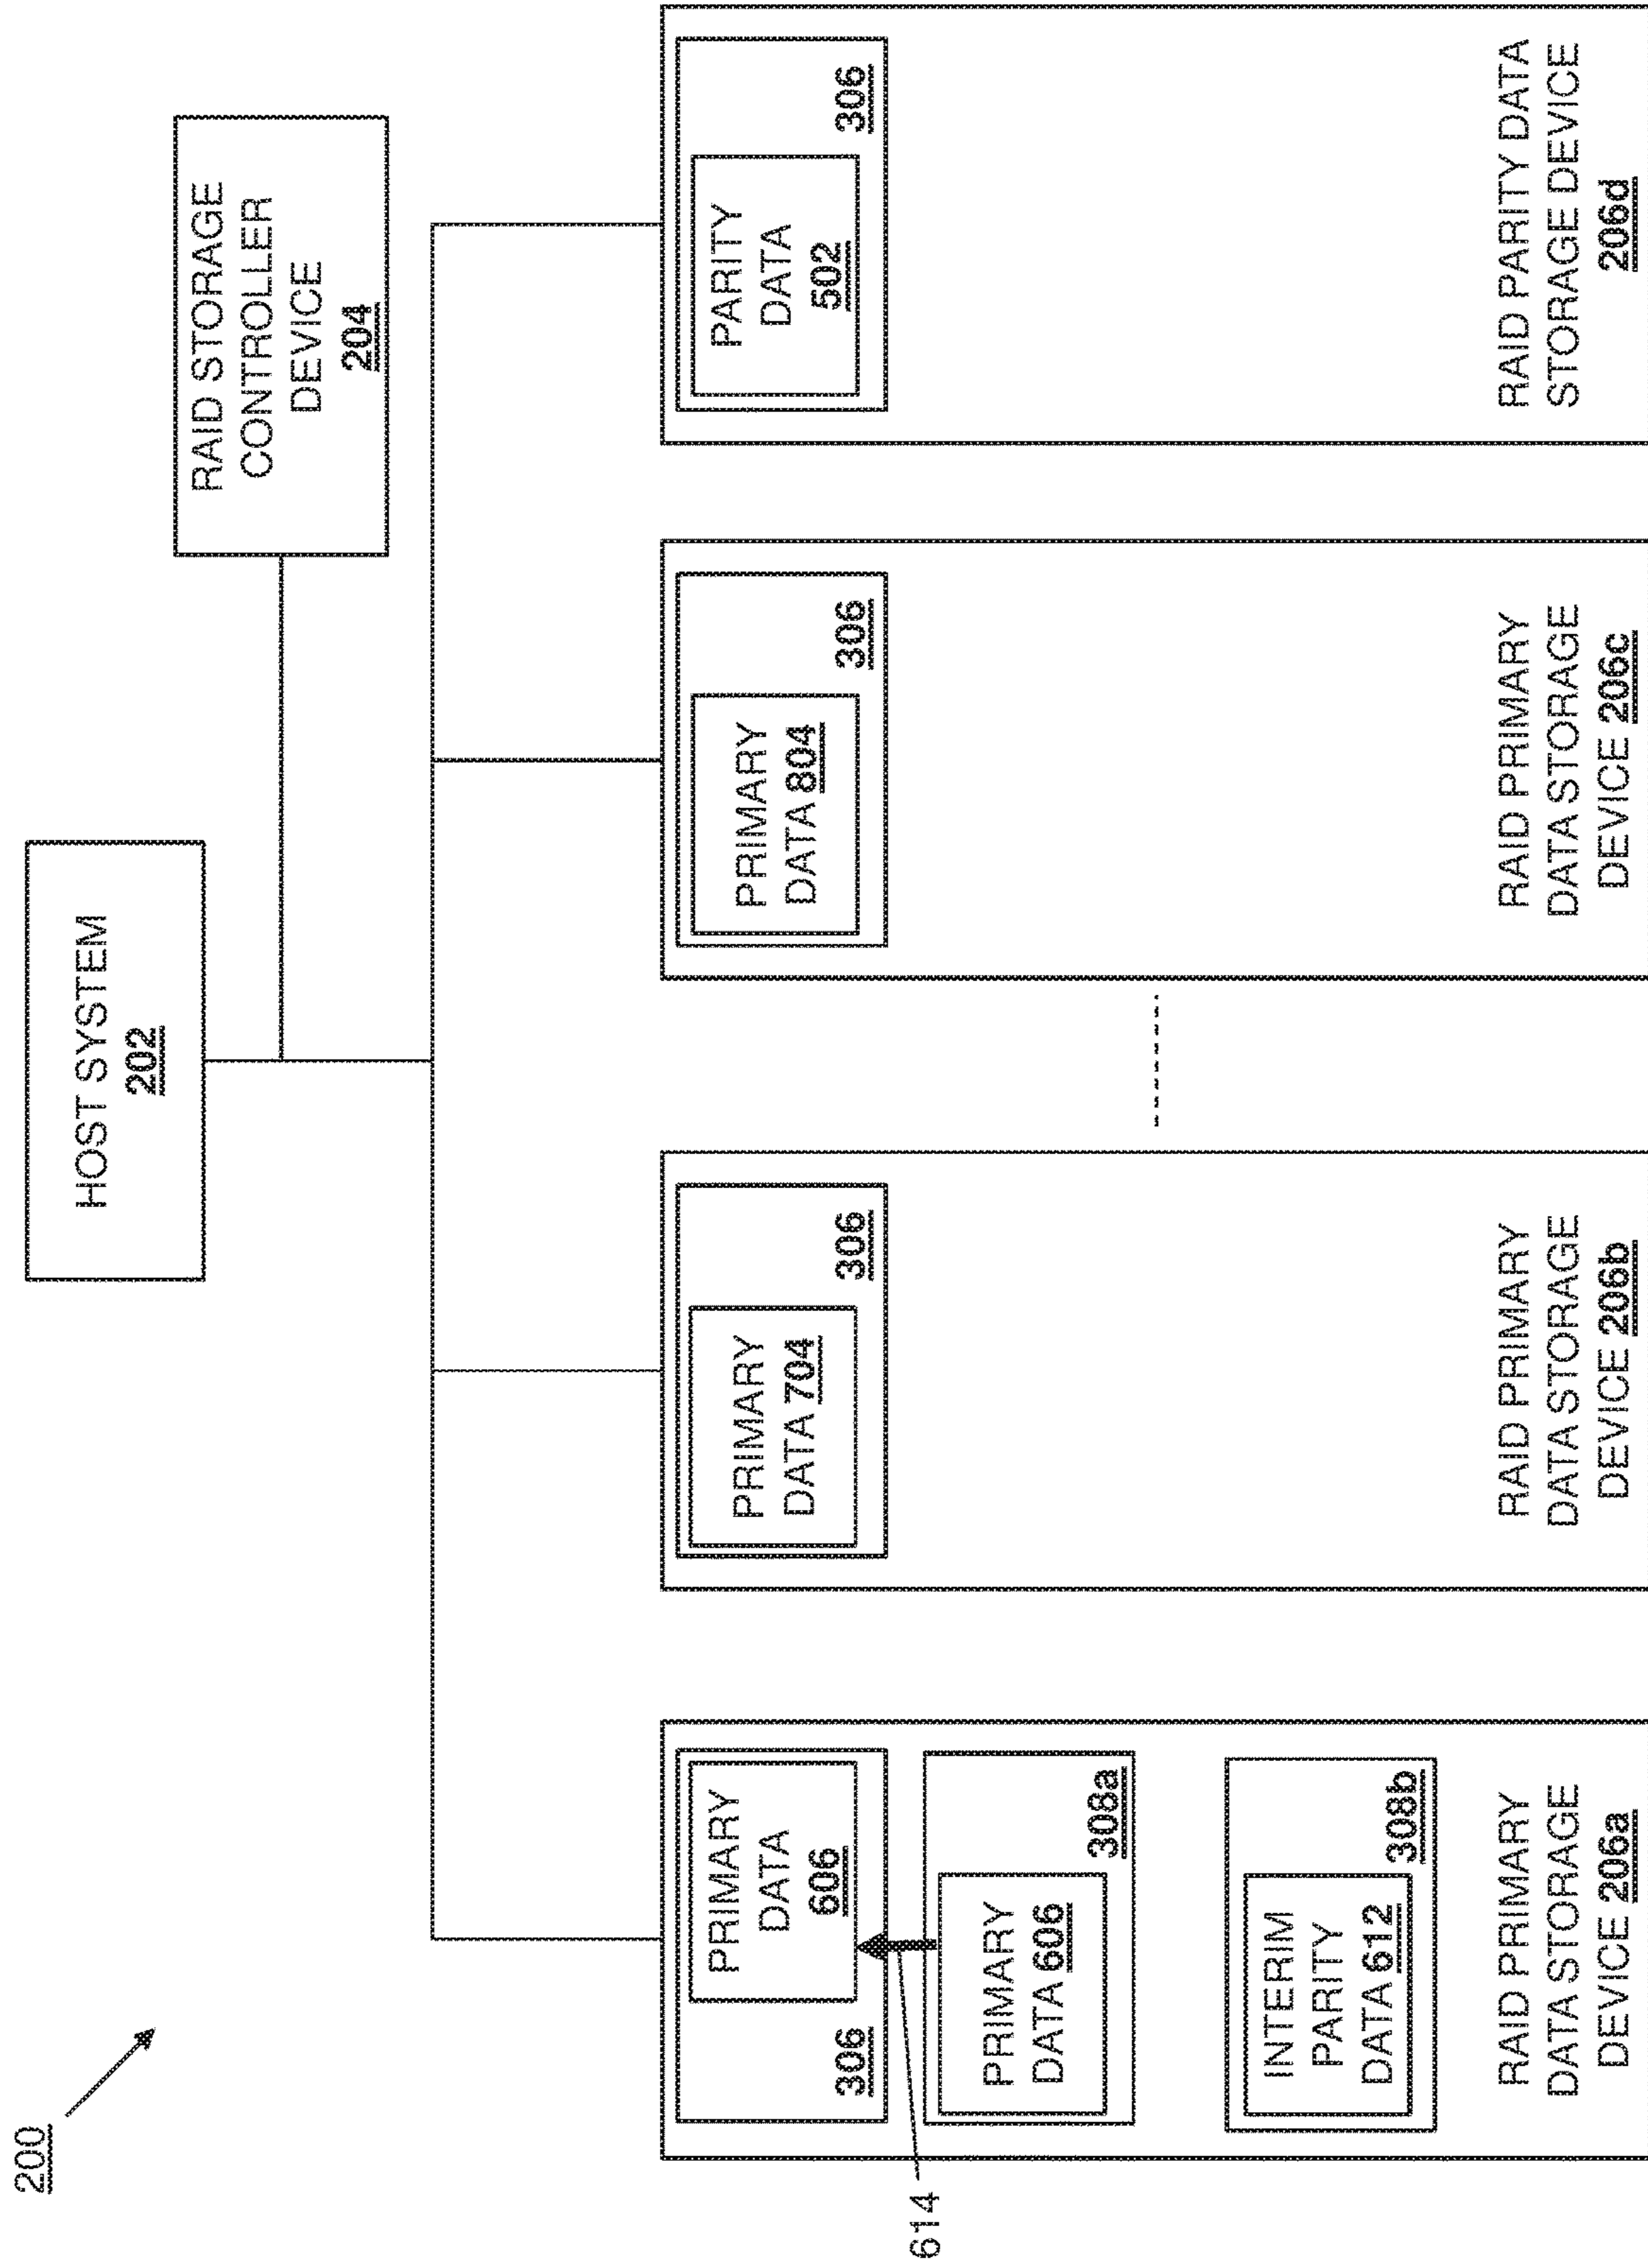 200
HOST SYSTEM
202
RAID STORAGE
CONTROLLER
DEVICE
204
PRIMARY
DATA
606
306
PRIMARY
DATA 606
308a
614
INTERIM
PARITY
DATA 612
308b
RAID PRIMARY
DATA STORAGE
DEVICE 206a
PRIMARY
DATA 704
306
RAID PRIMARY
DATA STORAGE
DEVICE 206b
PRIMARY
DATA 804
306
RAID PRIMARY
DATA STORAGE
DEVICE 206c
PARITY
DATA
502
306
RAID PARITY DATA
STORAGE DEVICE
206d